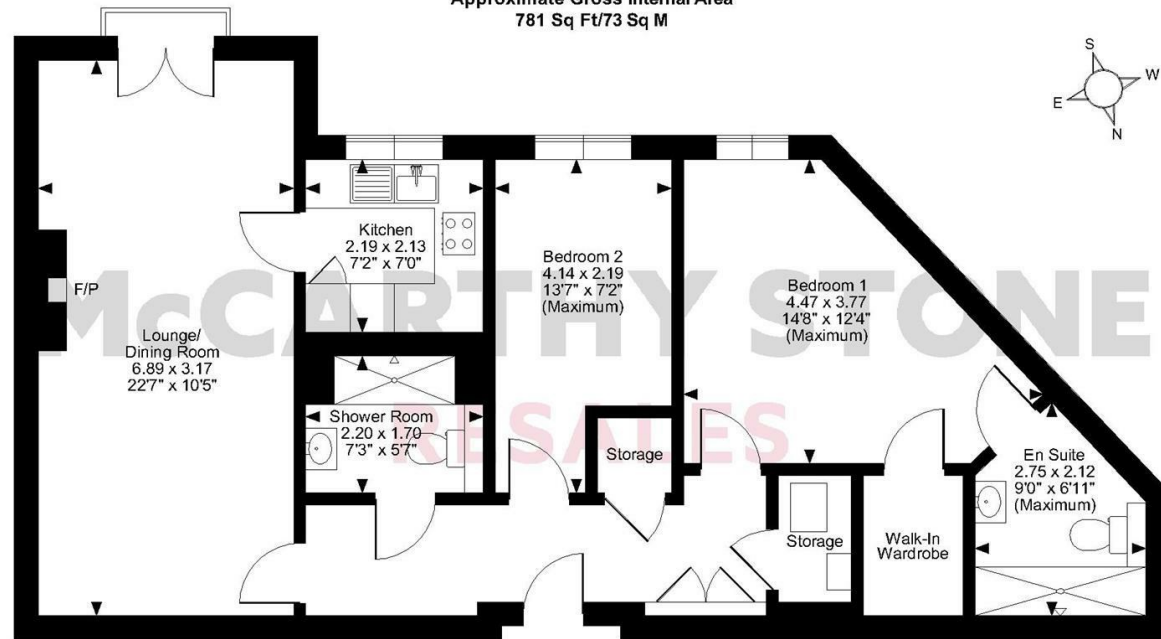 Approximate Gross Internal Area
781 Sq Ft/73 Sq M
S
W
E
N
Kitchen
2.19 x 2.13
7'2" x 7'0"
Bedroom 2
4.14 x 2.19
13'7" x 7'2"
(Maximum)
Bedroom 1
4.47 x 3.77
14'8" x 12'4"
(Maximum)
F/P
McCARTHY STONE
RESALES
Lounge/
Dining Room
6.89 x 3.17
22'7" x 10'5"
Shower Room
2.20 x 1.70
7'3" x 5'7"
Storage
En Suite
2.75 x 2.12
9'0" x 6'11"
(Maximum)
Storage
Walk-In
Wardrobe